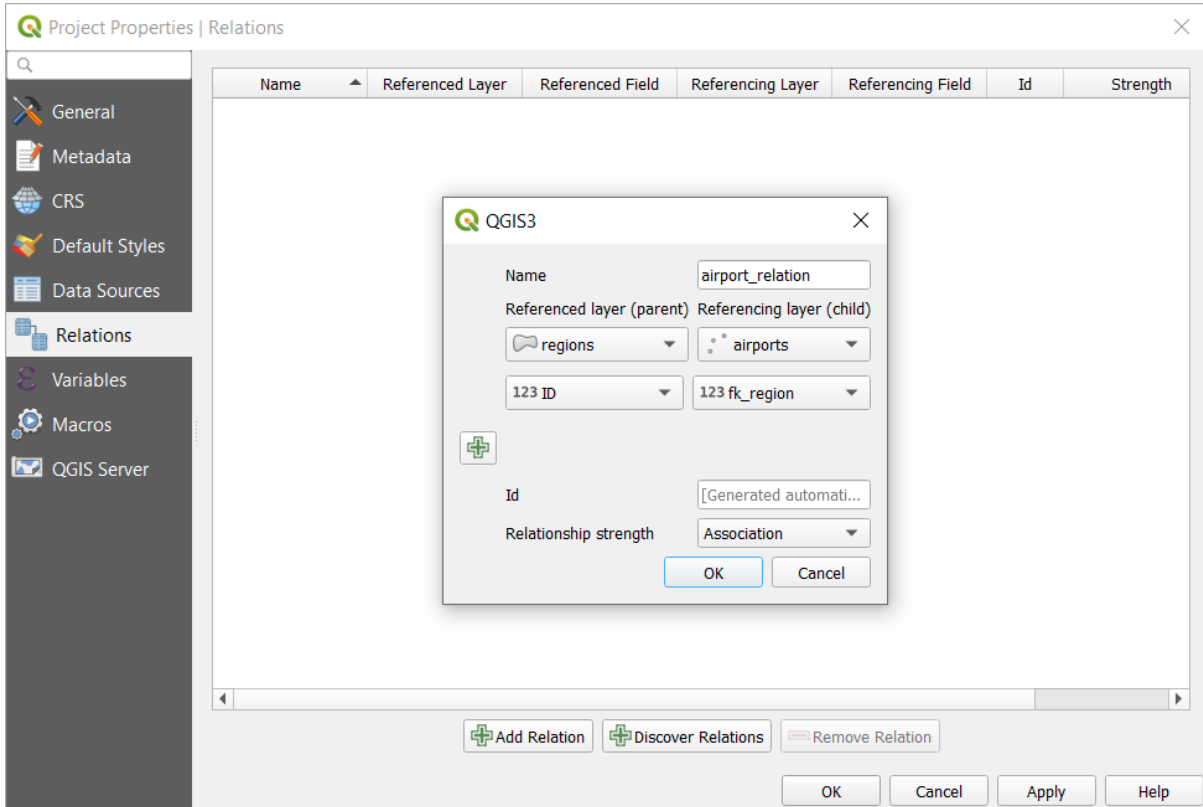 Project Properties | Relations
General
Metadata
CRS
Default Styles
Data Sources
Relations
Variables
Macros
QGIS Server
Name Referenced Layer Referenced Field Referencing Layer Referencing Field Id Strength
QGIS3
Name airport_relation
Referenced layer (parent) Referencing layer (child)
regions airports
123 ID 123 fk_region
Id [Generated automati...
Relationship strength Association
OK Cancel
Add Relation Discover Relations Remove Relation
OK Cancel Apply Help